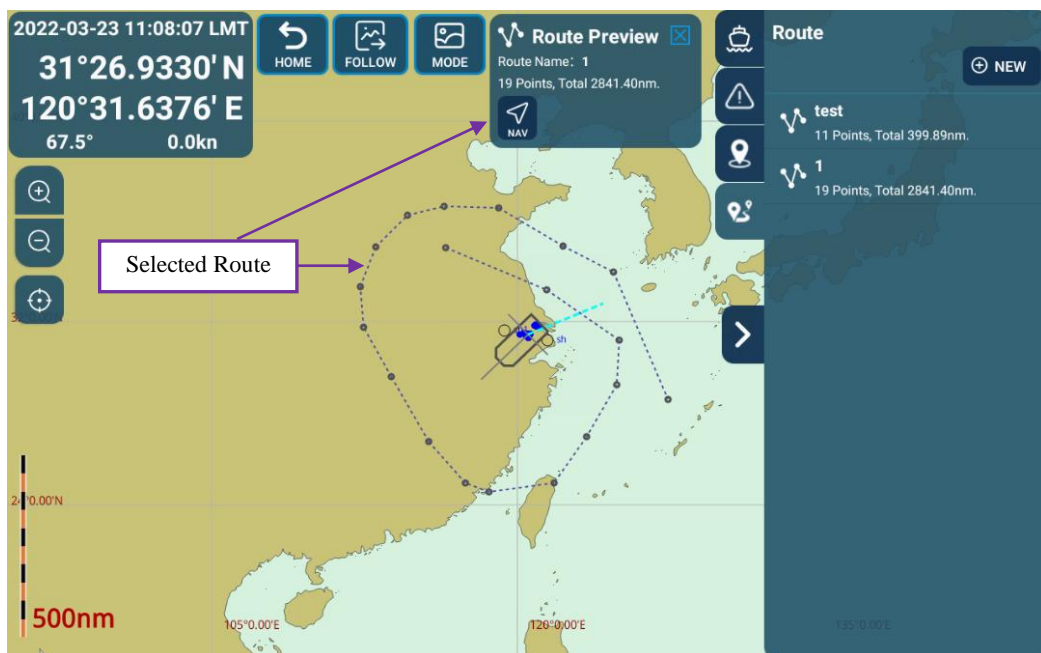 2022-03-23 11:08:07 LMT
31°26.9330' N
120°31.6376' E
67.5° 0.0kn
HOME
FOLLOW
MODE
Route Preview
Route Name: 1
19 Points, Total 2841.40nm.
NAV
Route
NEW
test
11 Points, Total 399.89nm.
1
19 Points, Total 2841.40nm.
Selected Route
sh
0.00'N
500nm
105°0.00'E
120°0.00'E
135°0.00'E